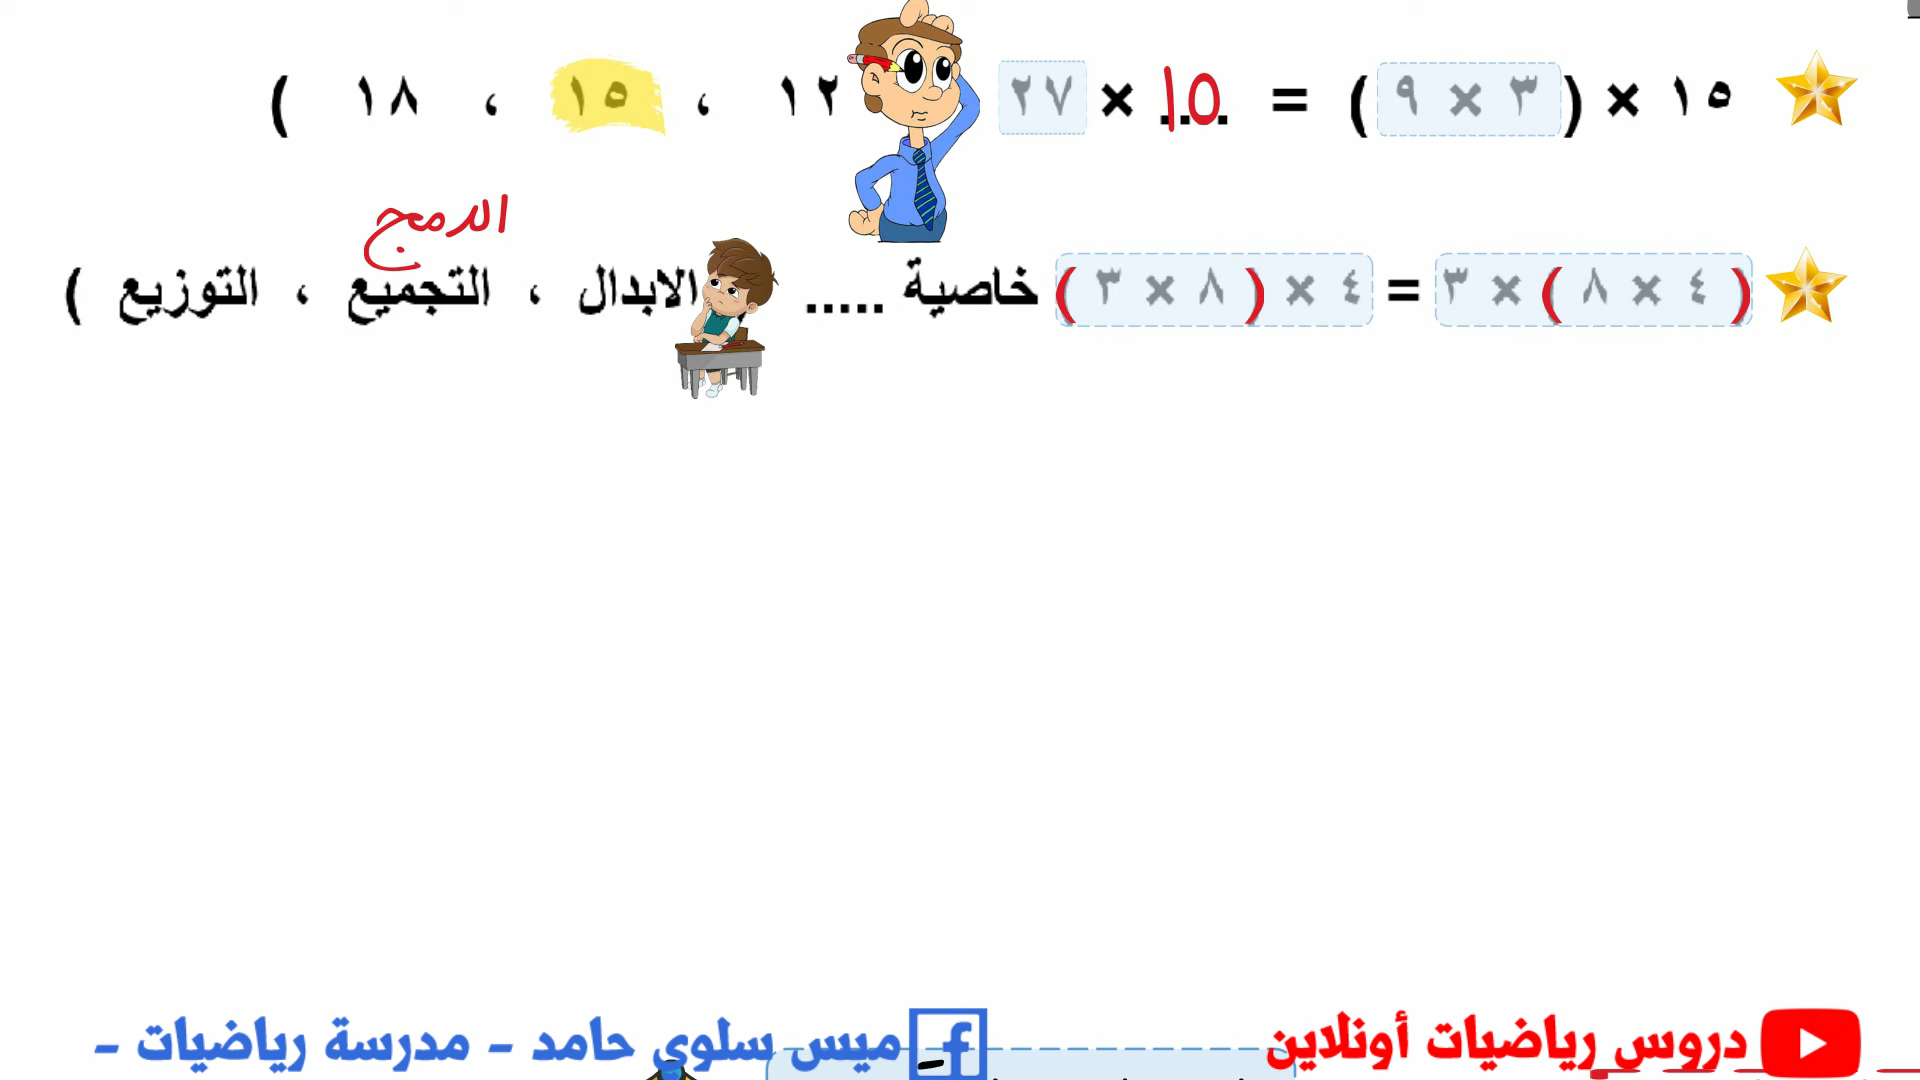 ١٥ × ( ٣ × ٩ ) = ١٥ × ٢٧ ١٢ ، ١٥ ، ١٨ )
الدمج
( ٤ × ٨ ) × ٣ = ٤ × ( ٨ × ٣ ) خاصية ..... الابدال ، التجميع ، التوزيع )
دروس رياضيات أونلاين ميس سلوى حامد - مدرسة رياضيات -